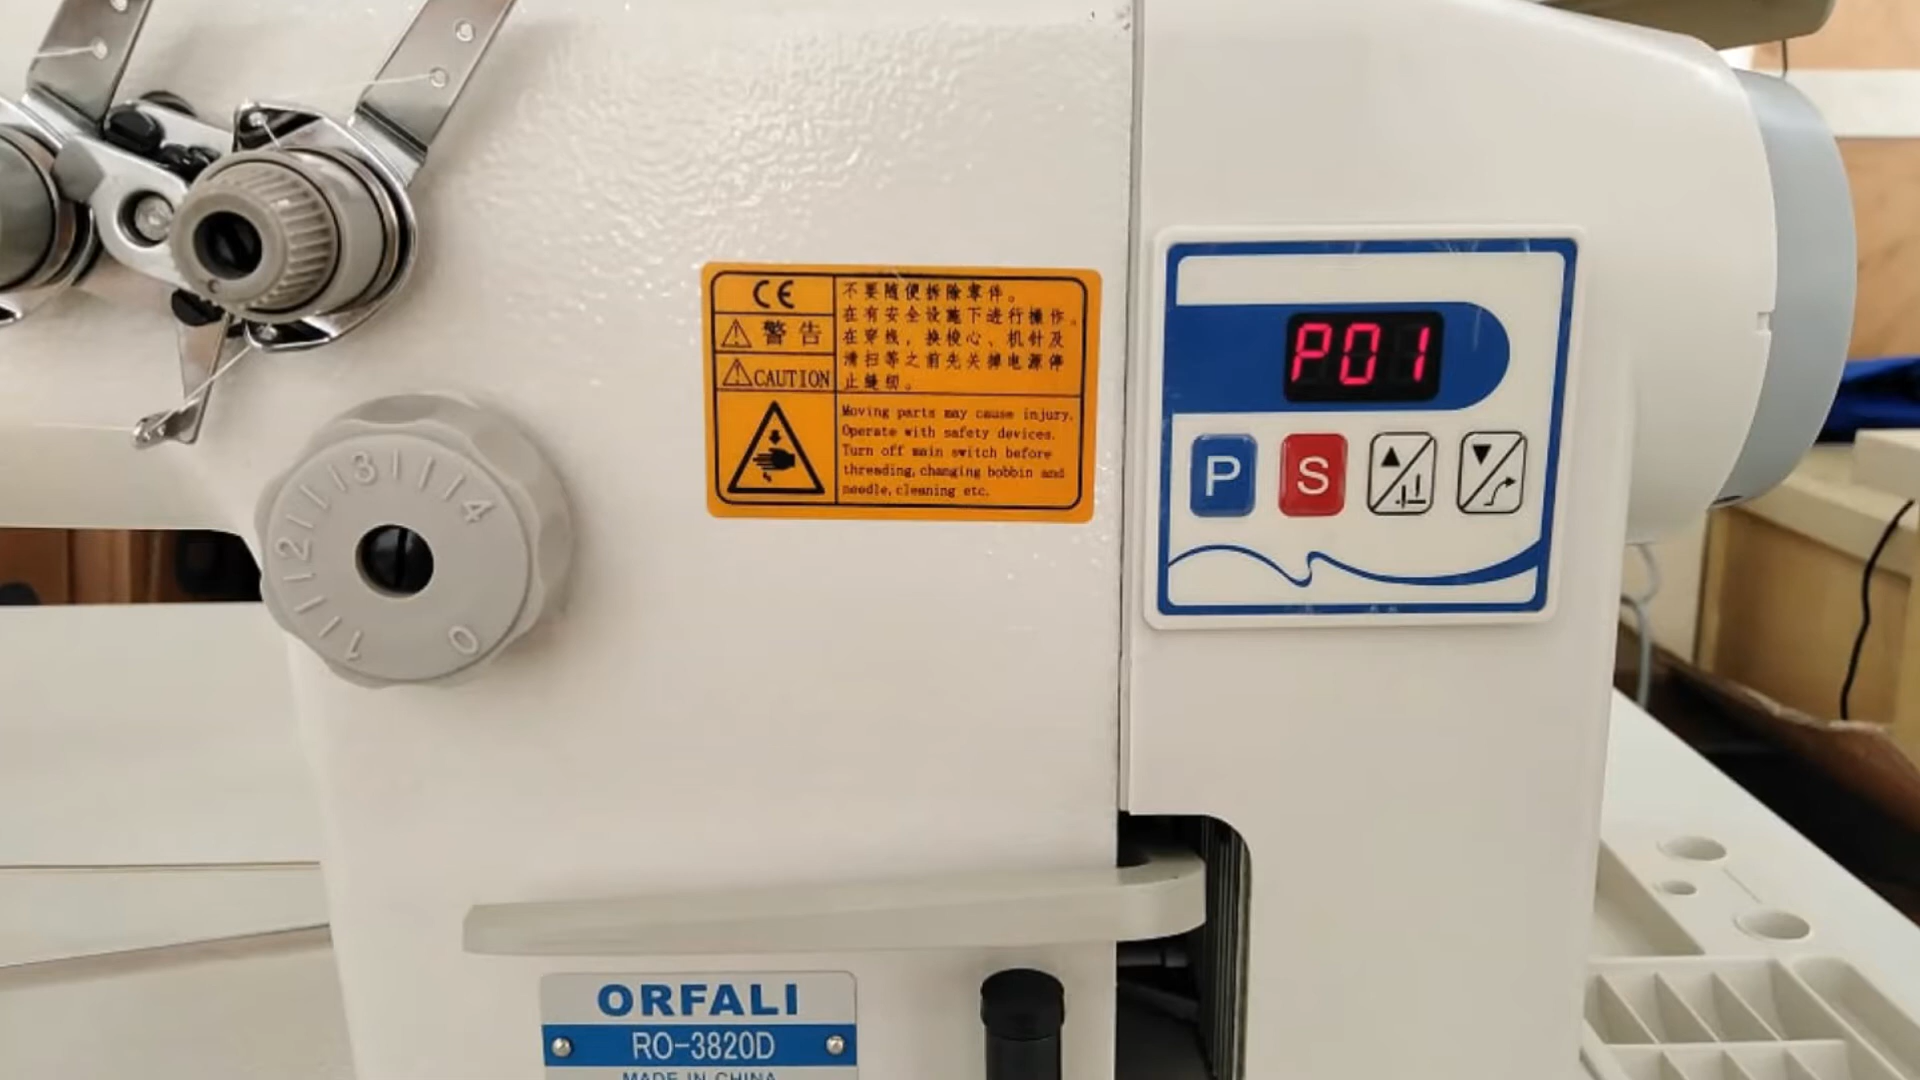 CE
警告
CAUTION
不要随便拆除零件。
在有安全设施下进行操作。
在穿线，换梭心、机针及
清扫等之前先关掉电源停
止缝纫。
Moving parts may cause injury.
Operate with safety devices.
Turn off main switch before
threading,changing bobbin and
needle,cleaning etc.
P01
P S
4
3
2
1
0
ORFALI
RO-3820D
MADE IN CHINA